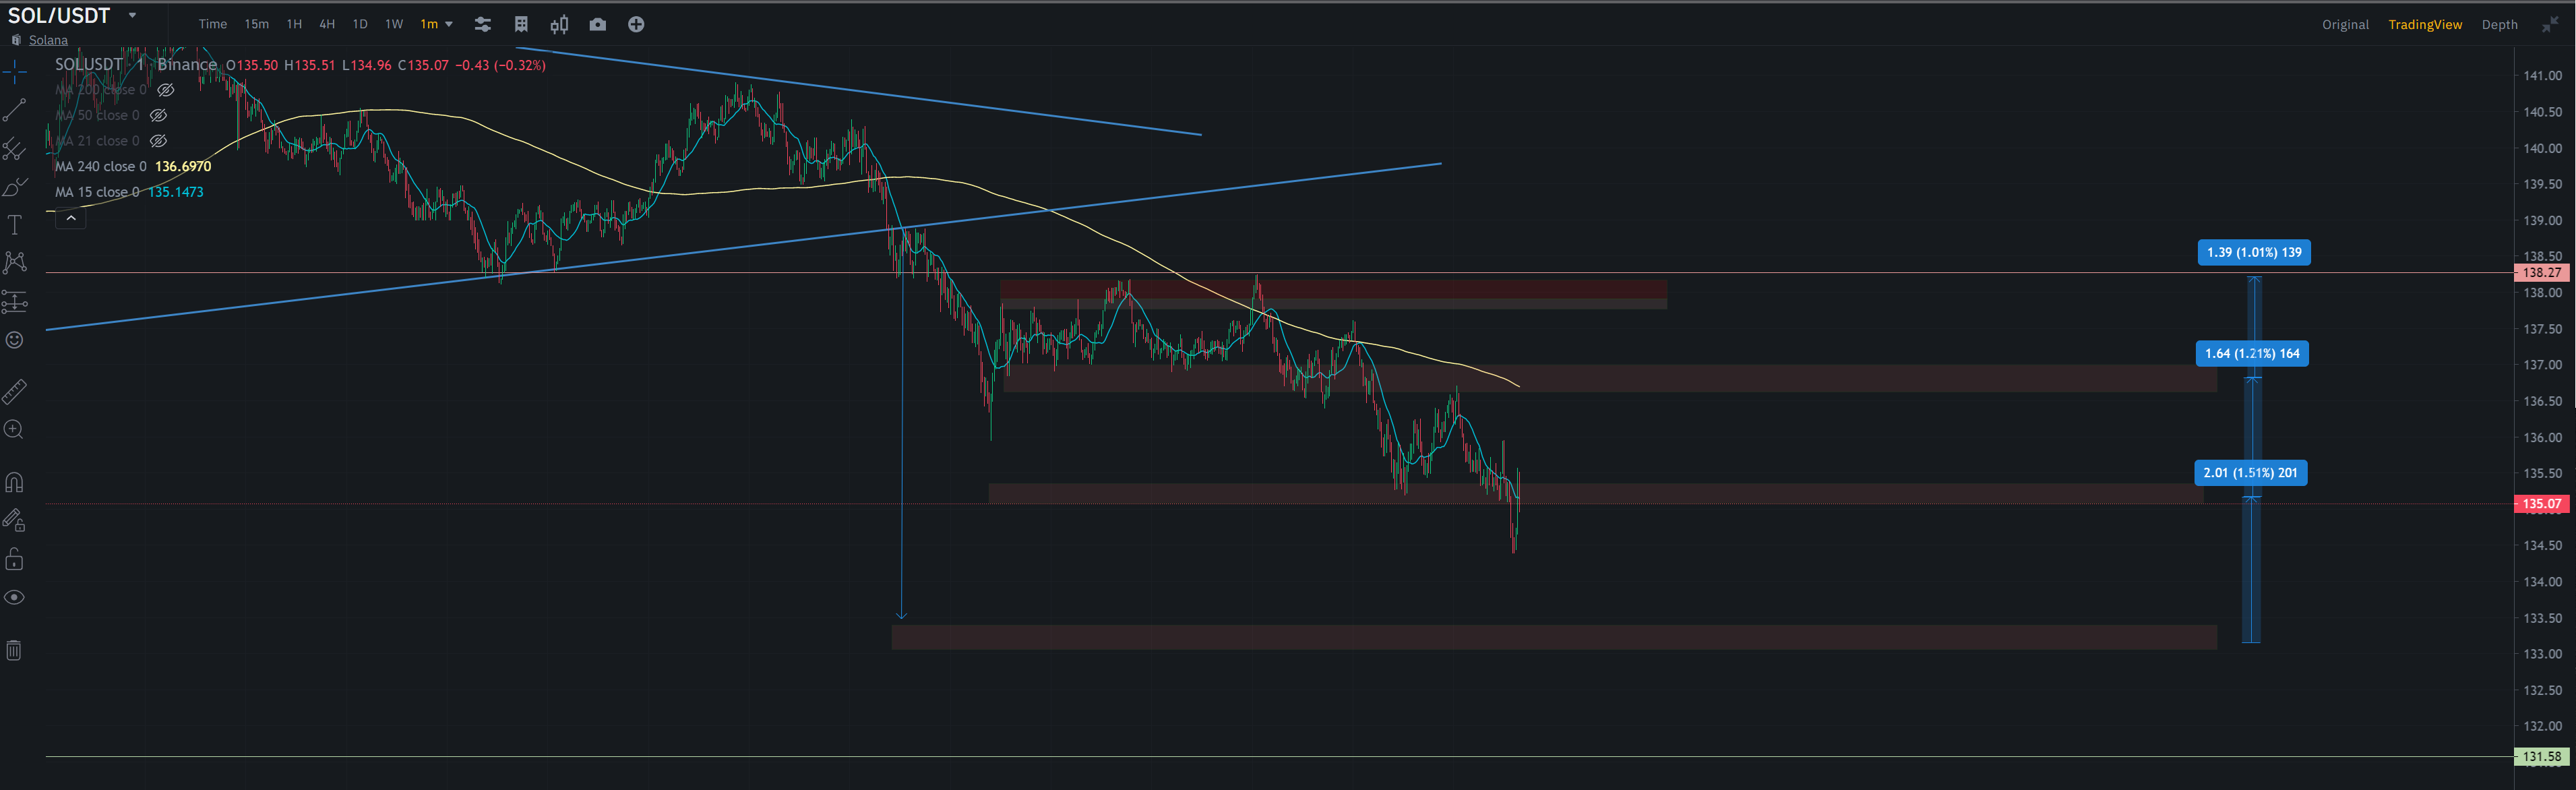 SOL/USDT
Solana
Time 15m 1H 4H 1D 1W 1m
Original TradingView Depth
SOLUSDT · 1 · Binance O135.50 H135.51 L134.96 C135.07 −0.43 (−0.32%)
MA 200 close 0
MA 50 close 0
MA 21 close 0
MA 240 close 0 136.6970
MA 15 close 0 135.1473
1.39 (1.01%) 139
1.64 (1.21%) 164
2.01 (1.51%) 201
141.00
140.50
140.00
139.50
139.00
138.50
138.27
138.00
137.50
137.00
136.50
136.00
135.50
135.07
134.50
134.00
133.50
133.00
132.50
132.00
131.58